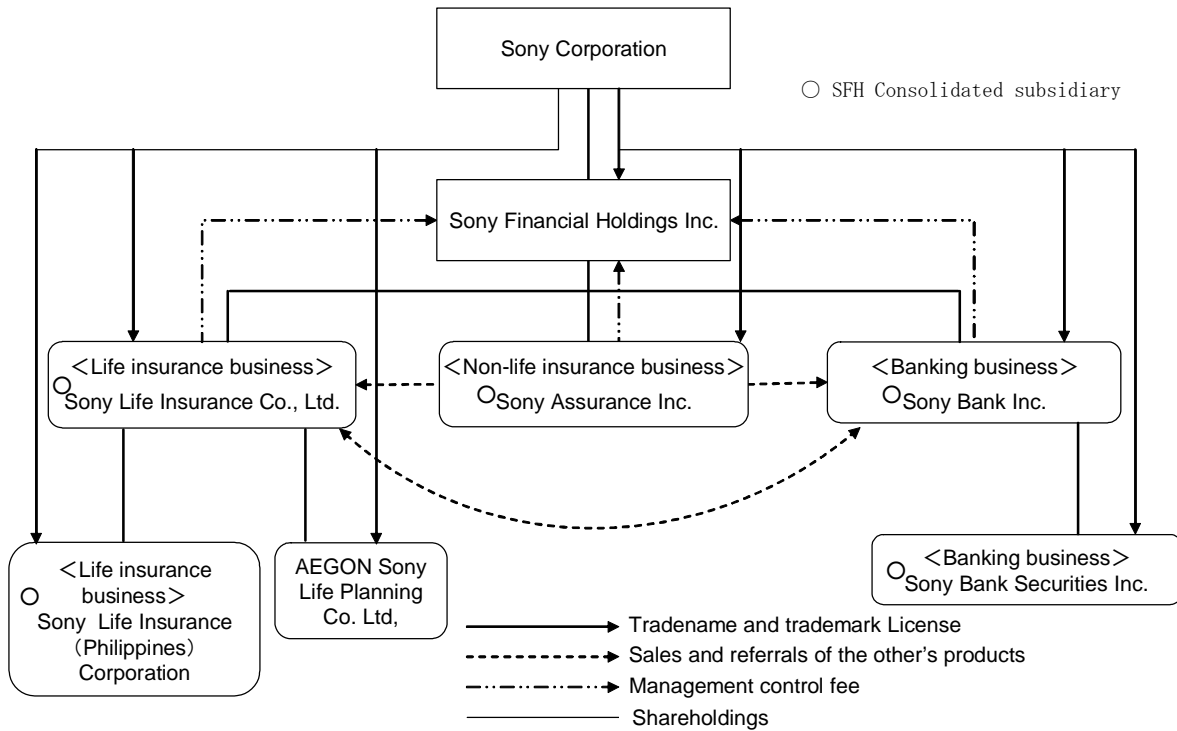 Sony Corporation
○ SFH Consolidated subsidiary
Sony Financial Holdings Inc.
<Life insurance business>
○Sony Life Insurance Co., Ltd.
<Non-life insurance business>
○Sony Assurance Inc.
<Banking business>
○Sony Bank Inc.
<Life insurance
business>
○
Sony Life Insurance
(Philippines)
Corporation
AEGON Sony
Life Planning
Co. Ltd,
<Banking business>
○Sony Bank Securities Inc.
Tradename and trademark License
Sales and referrals of the other's products
Management control fee
Shareholdings